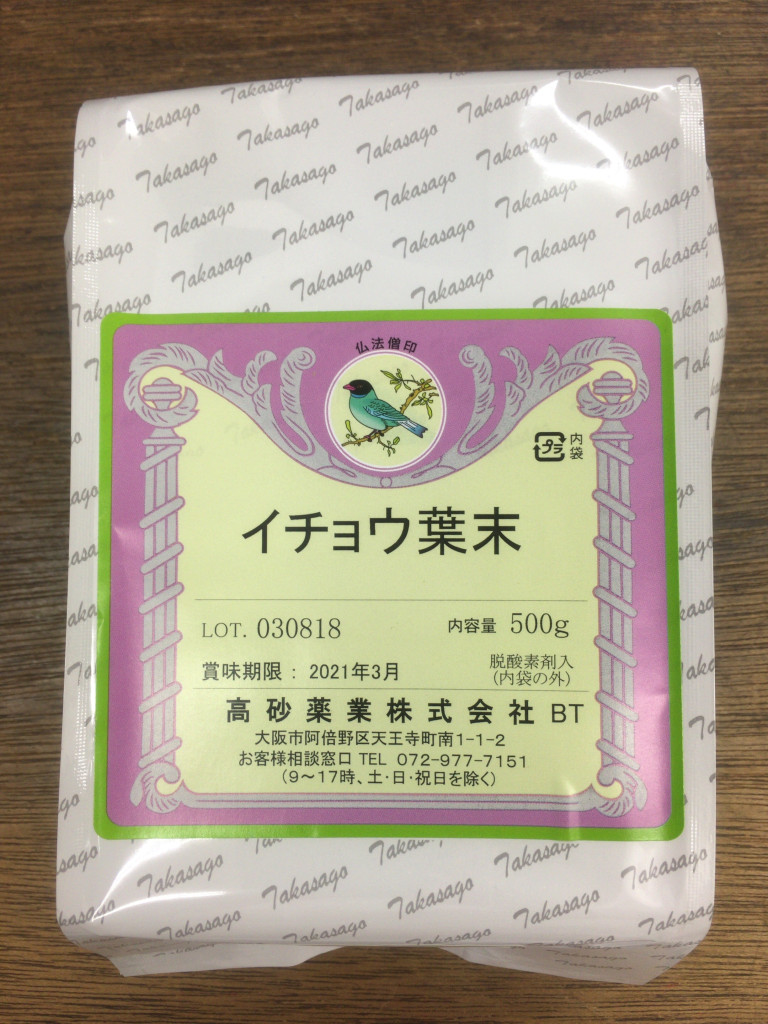 Takasago
仏法僧印
プラ
内袋
イチョウ葉末
LOT. 030818
内容量 500g
賞味期限 : 2021年3月
脱酸素剤入
(内袋の外)
高砂薬業株式会社 BT
大阪市阿倍野区天王寺町南1-1-2
お客様相談窓口 TEL 072-977-7151
(9〜17時、土・日・祝日を除く)